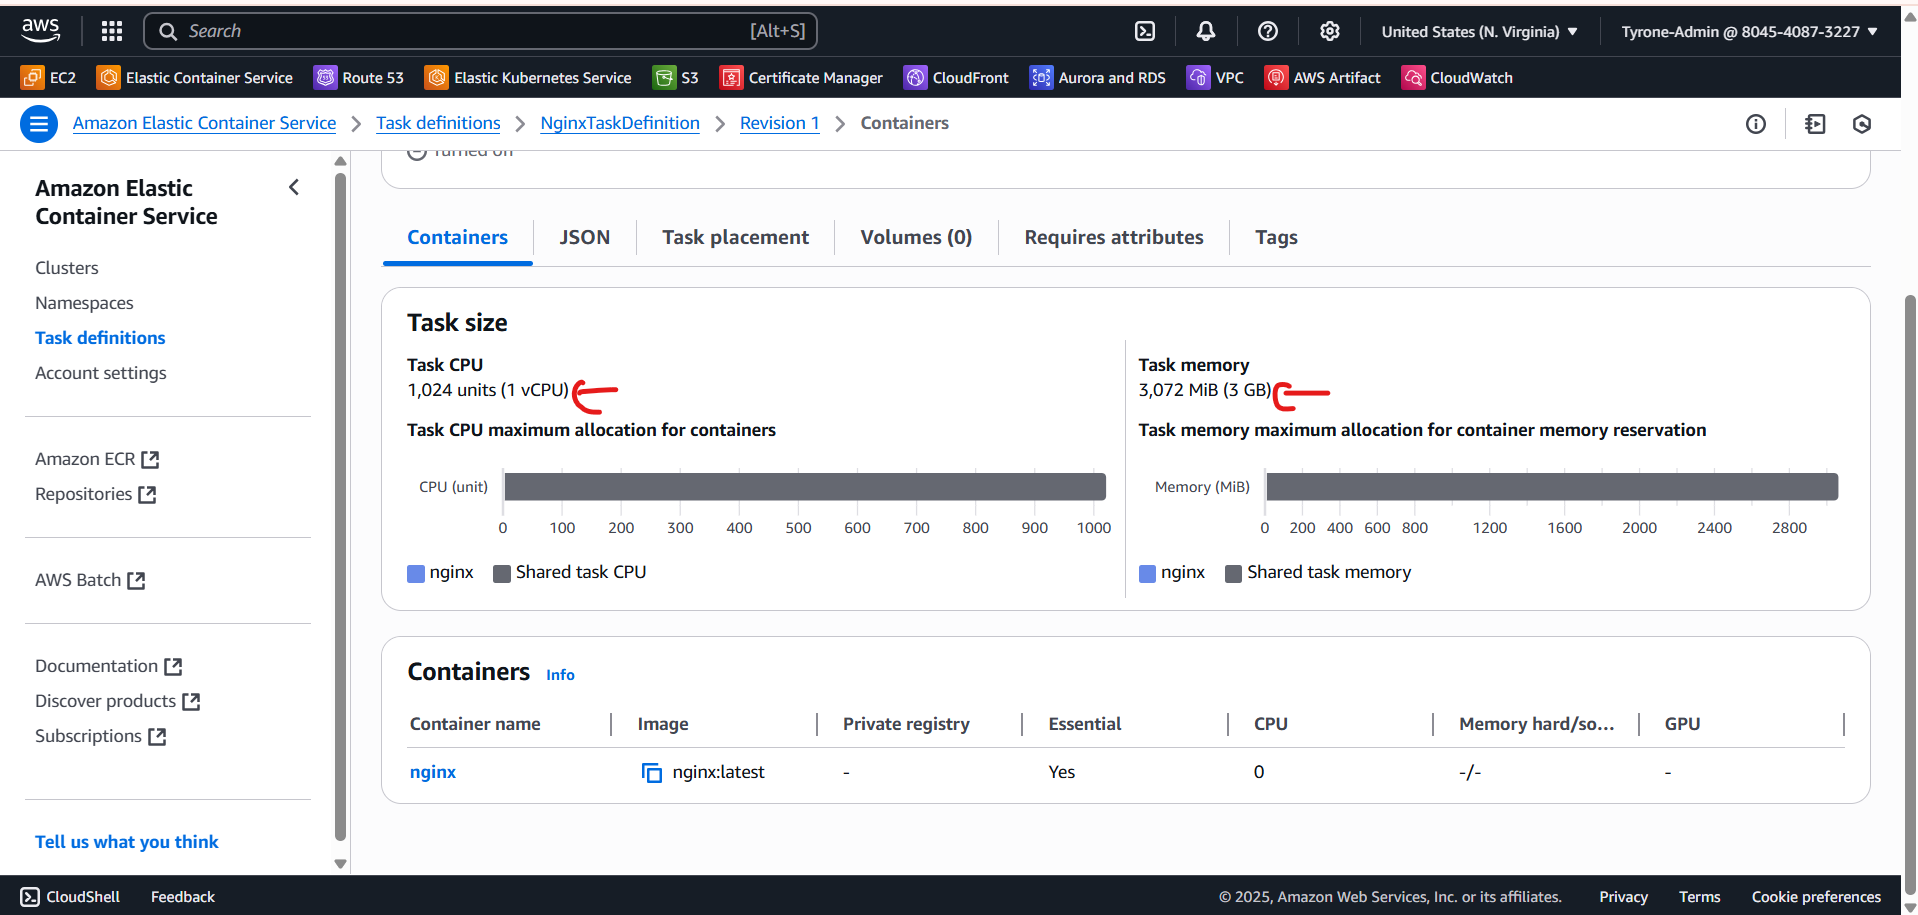 aws
Search [Alt+S]
United States (N. Virginia)
Tyrone-Admin @ 8045-4087-3227
EC2 Elastic Container Service Route 53 Elastic Kubernetes Service S3 Certificate Manager CloudFront Aurora and RDS VPC AWS Artifact CloudWatch
Amazon Elastic Container Service > Task definitions > NginxTaskDefinition > Revision 1 > Containers
Turned off
Amazon Elastic
Container Service
Clusters
Namespaces
Task definitions
Account settings
Amazon ECR
Repositories
AWS Batch
Documentation
Discover products
Subscriptions
Tell us what you think
Containers JSON Task placement Volumes (0) Requires attributes Tags
Task size
Task CPU
1,024 units (1 vCPU)
Task CPU maximum allocation for containers
CPU (unit)
0 100 200 300 400 500 600 700 800 900 1000
nginx Shared task CPU
Task memory
3,072 MiB (3 GB)
Task memory maximum allocation for container memory reservation
Memory (MiB)
0 200 400 600 800 1200 1600 2000 2400 2800
nginx Shared task memory
Containers Info
Container name Image Private registry Essential CPU Memory hard/so... GPU
nginx nginx:latest - Yes 0 -/- -
CloudShell Feedback © 2025, Amazon Web Services, Inc. or its affiliates. Privacy Terms Cookie preferences